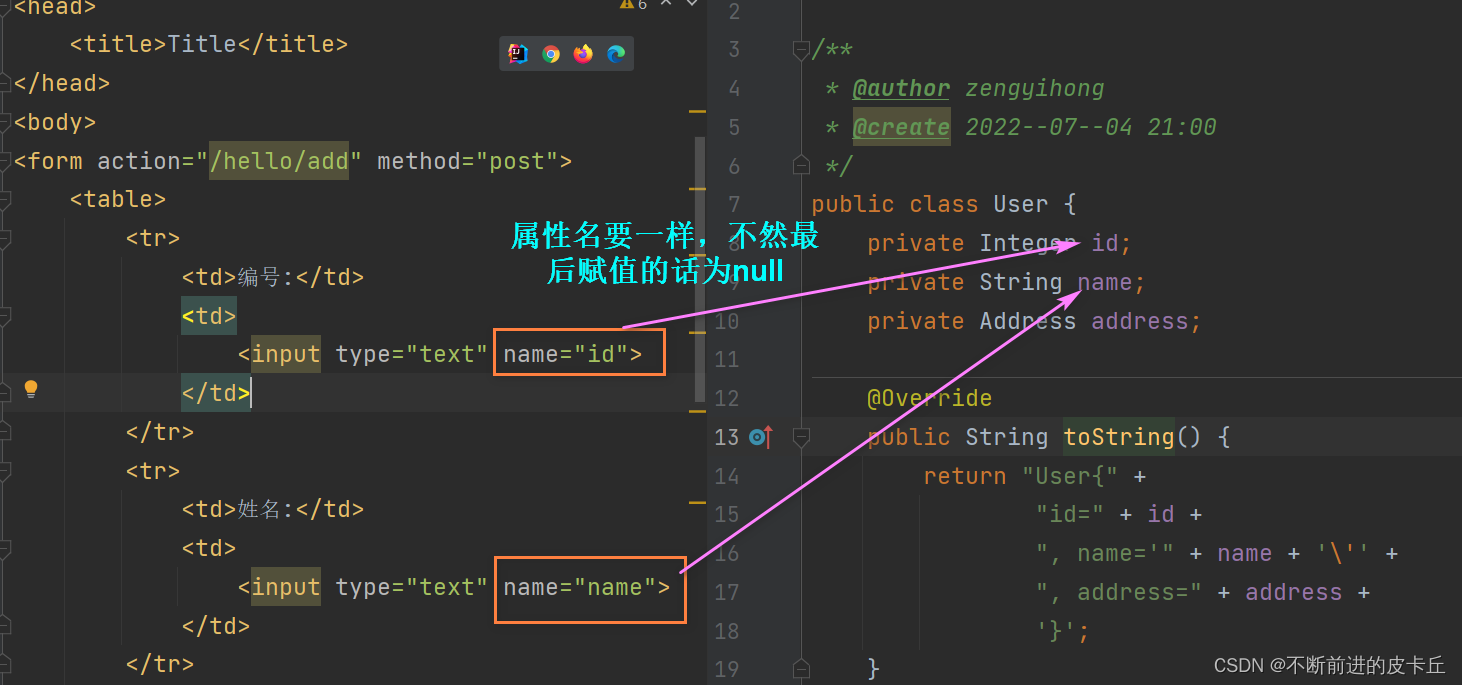 <head>
<title>Title</title>
</head>
<body>
<form action="/hello/add" method="post">
<table>
<tr>
<td>编号:</td>
<td>
<input type="text" name="id">
</td>
</tr>
<tr>
<td>姓名:</td>
<td>
<input type="text" name="name">
</td>
</tr>
6
属性名要一样，不然最
后赋值的话为null
2
3 /**
4 * @author zengyihong
5 * @create 2022--07--04 21:00
6 */
7 public class User {
8 private Integer id;
9 private String name;
10 private Address address;
11
12 @Override
13 public String toString() {
14 return "User{" +
15 "id=" + id +
16 ", name='" + name + '\'' +
17 ", address=" + address +
18 '}';
19 }
CSDN @不断前进的皮卡丘